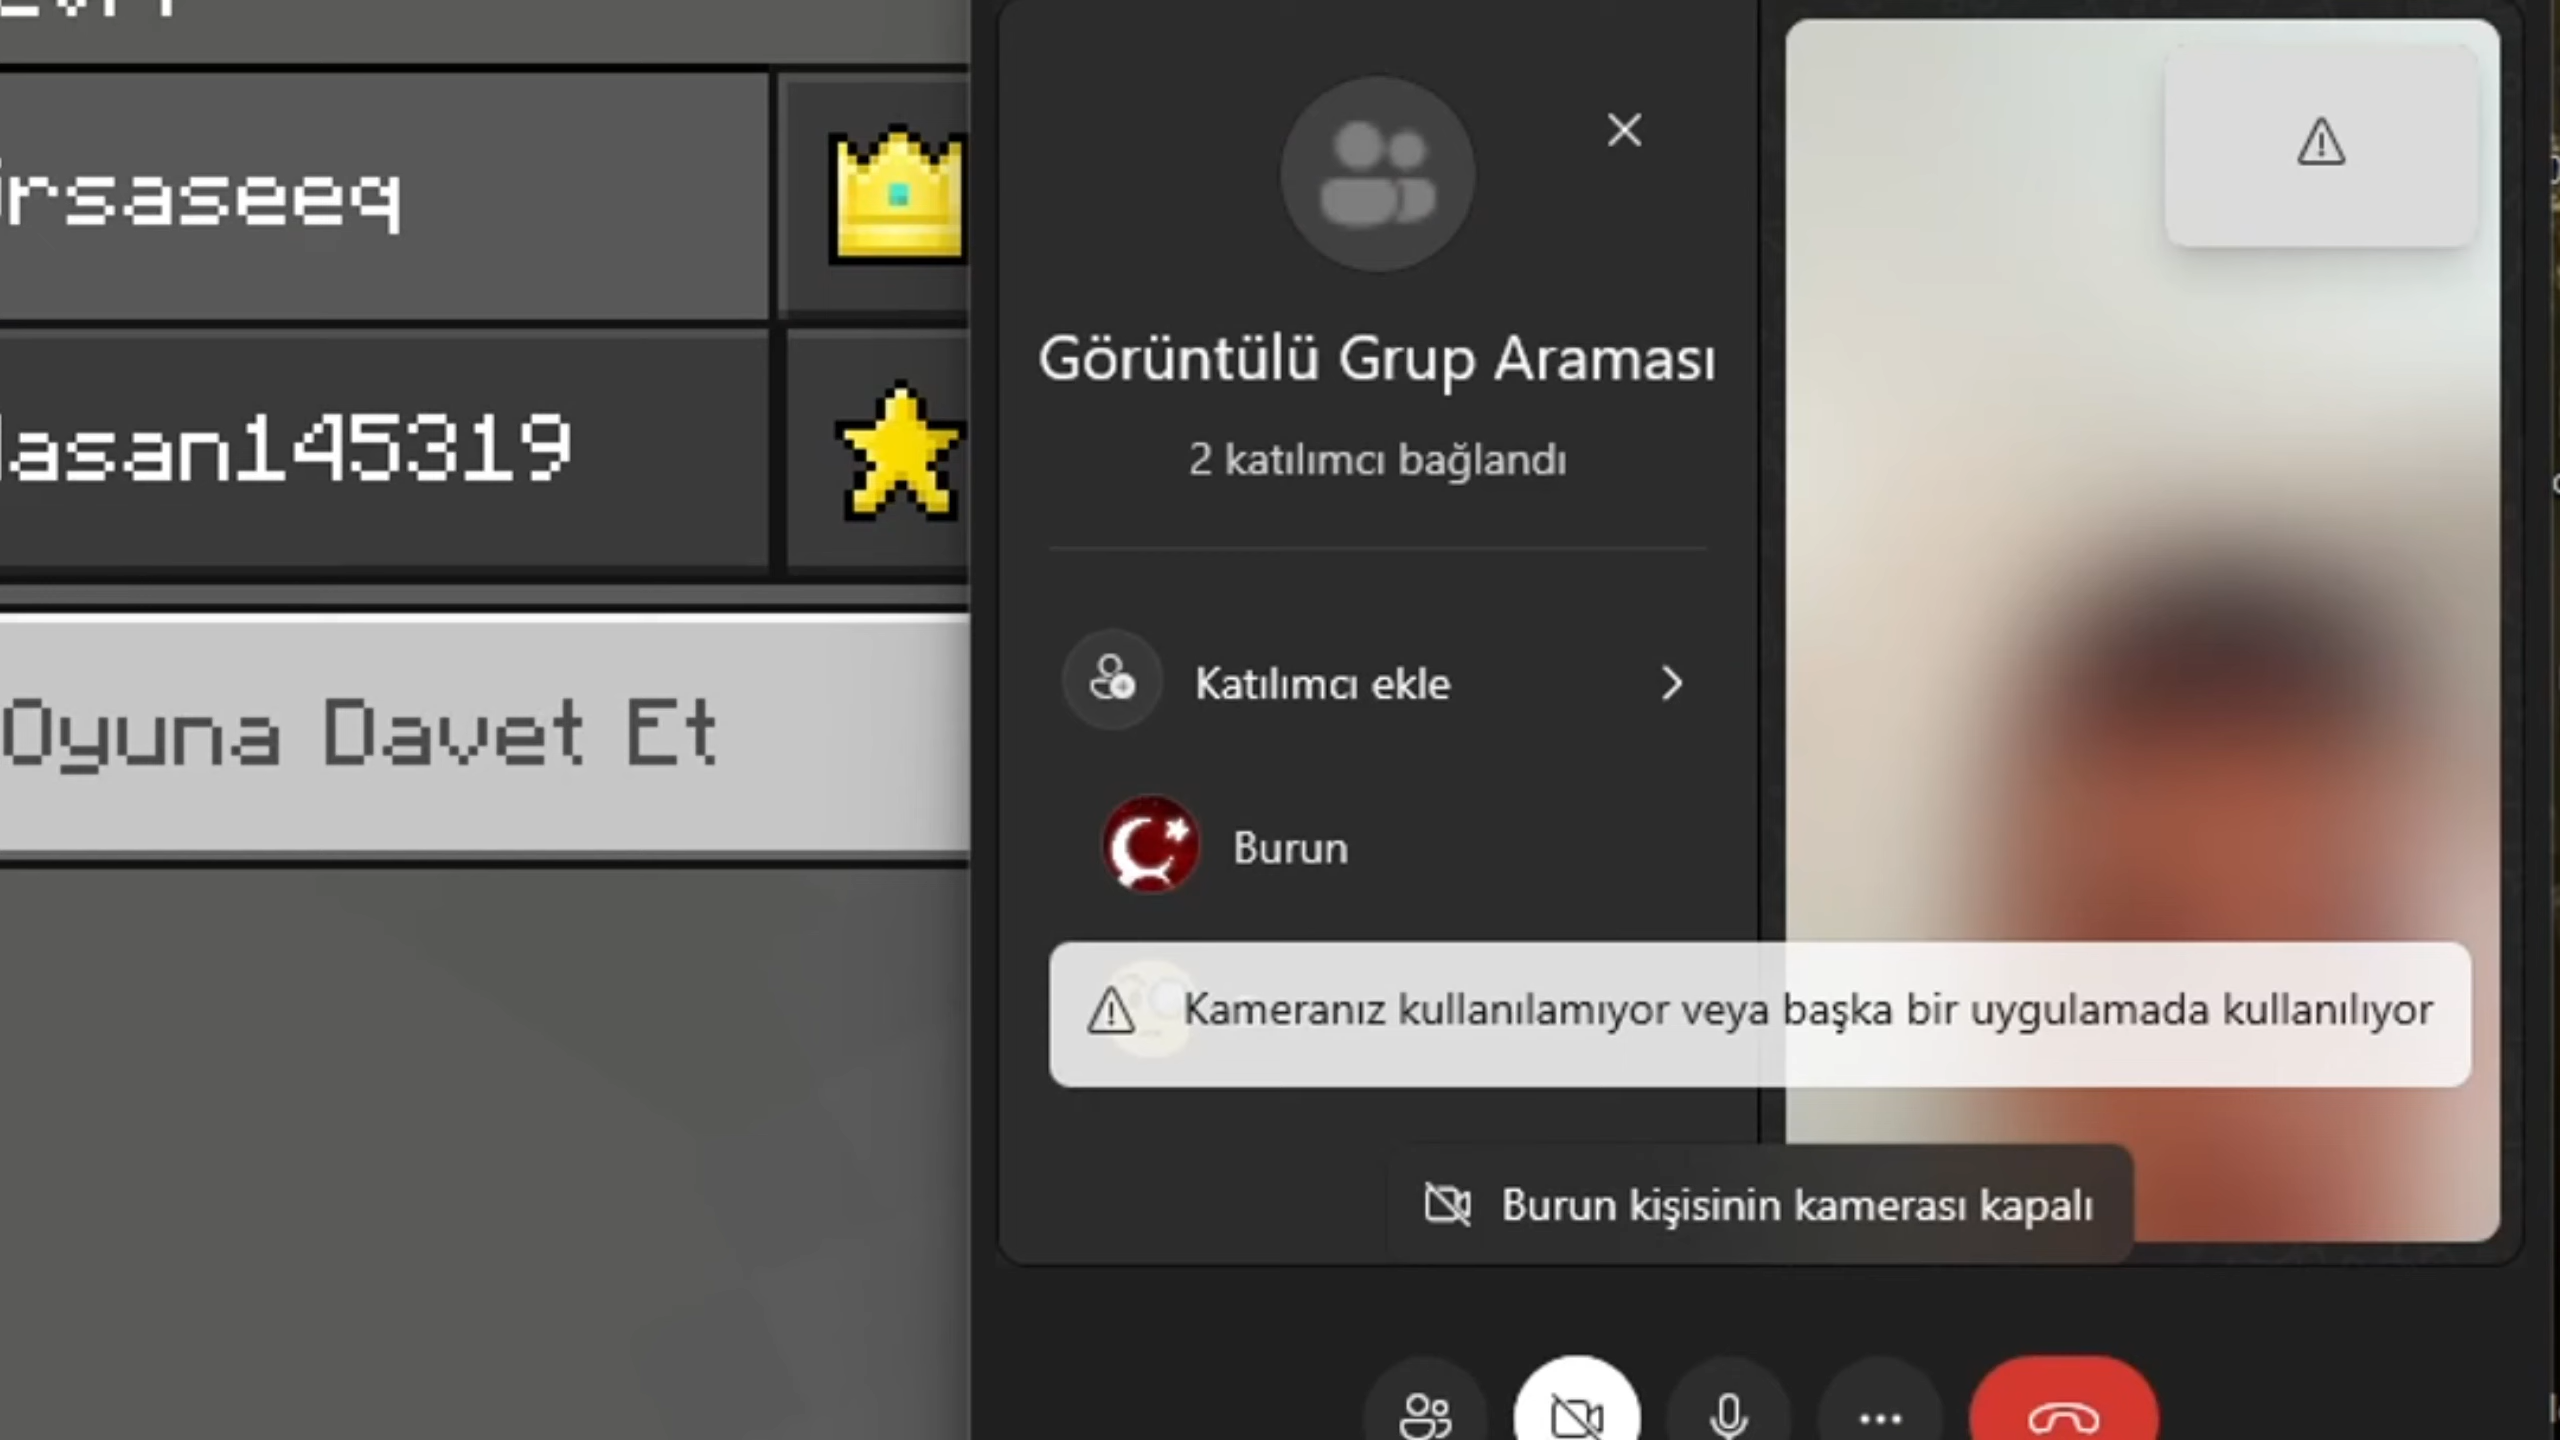 rsaseeq
asan145319
Oyuna Davet Et
Görüntülü Grup Araması
2 katılımcı bağlandı
Katılımcı ekle
Burun
Kameranız kullanılamıyor veya başka bir uygulamada kullanılıyor
Burun kişisinin kamerası kapalı